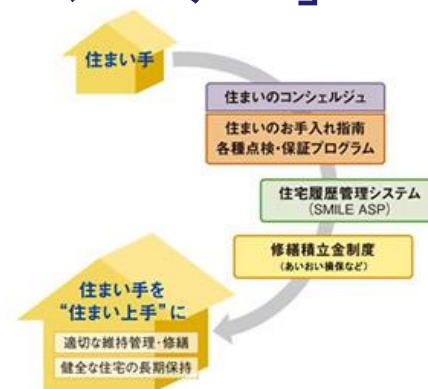 住まい手
住まいのコンシェルジュ
住まいのお手入れ指南
各種点検・保証プログラム
住宅履歴管理システム
(SMILE ASP)
修繕積立金制度
(あいおい損保など)
住まい手を
“住まい上手”に
適切な維持管理・修繕
健全な住宅の長期保持